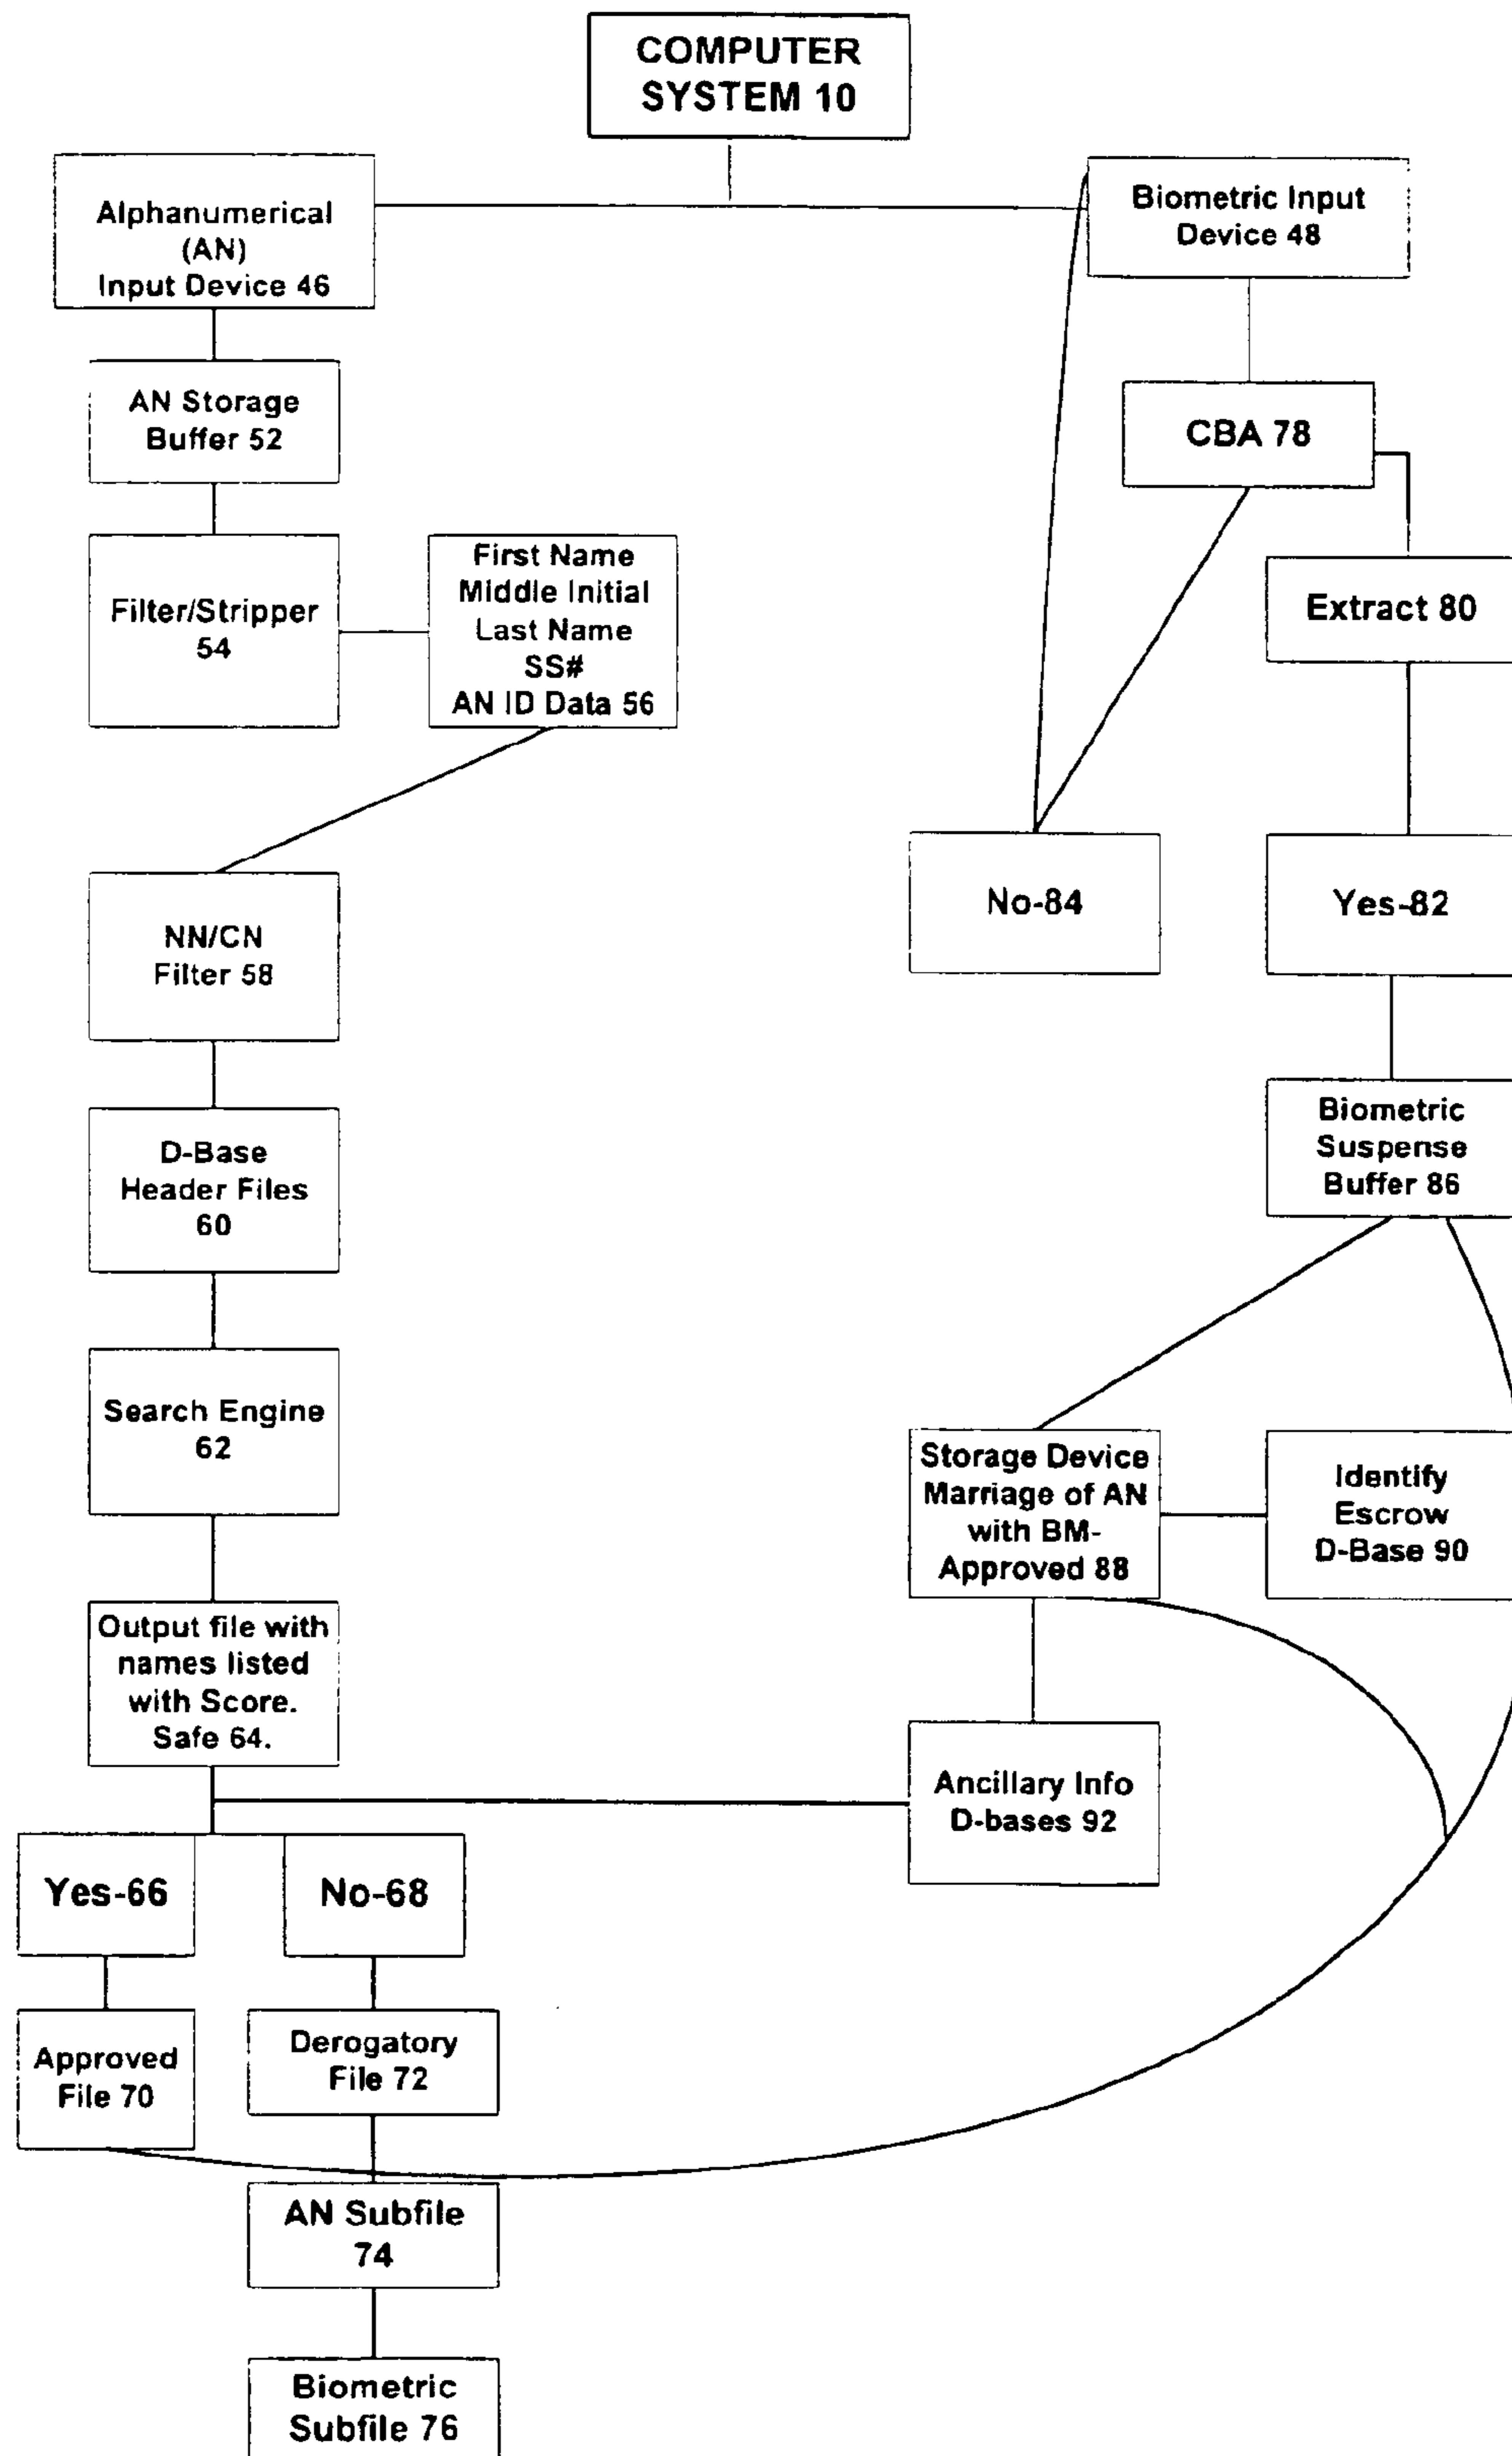 COMPUTER
SYSTEM 10
Alphanumerical
(AN)
Input Device 46
Biometric Input
Device 48
AN Storage
Buffer 52
CBA 78
Filter/Stripper
54
First Name
Middle Initial
Last Name
SS#
AN ID Data 56
Extract 80
NN/CN
Filter 58
No-84
Yes-82
D-Base
Header Files
60
Biometric
Suspense
Buffer 86
Search Engine
62
Storage Device
Marriage of AN
with BM-
Approved 88
Identify
Escrow
D-Base 90
Output file with
names listed
with Score.
Safe 64.
Ancillary Info
D-bases 92
Yes-66
No-68
Approved
File 70
Derogatory
File 72
AN Subfile
74
Biometric
Subfile 76